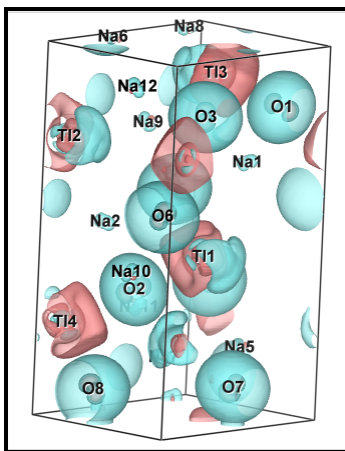 Na8
Na6
Tl3
Na12
O1
O3
Na9
Tl2
Na1
O6
Na2
Tl1
Na10
O2
Tl4
Na5
O8
O7